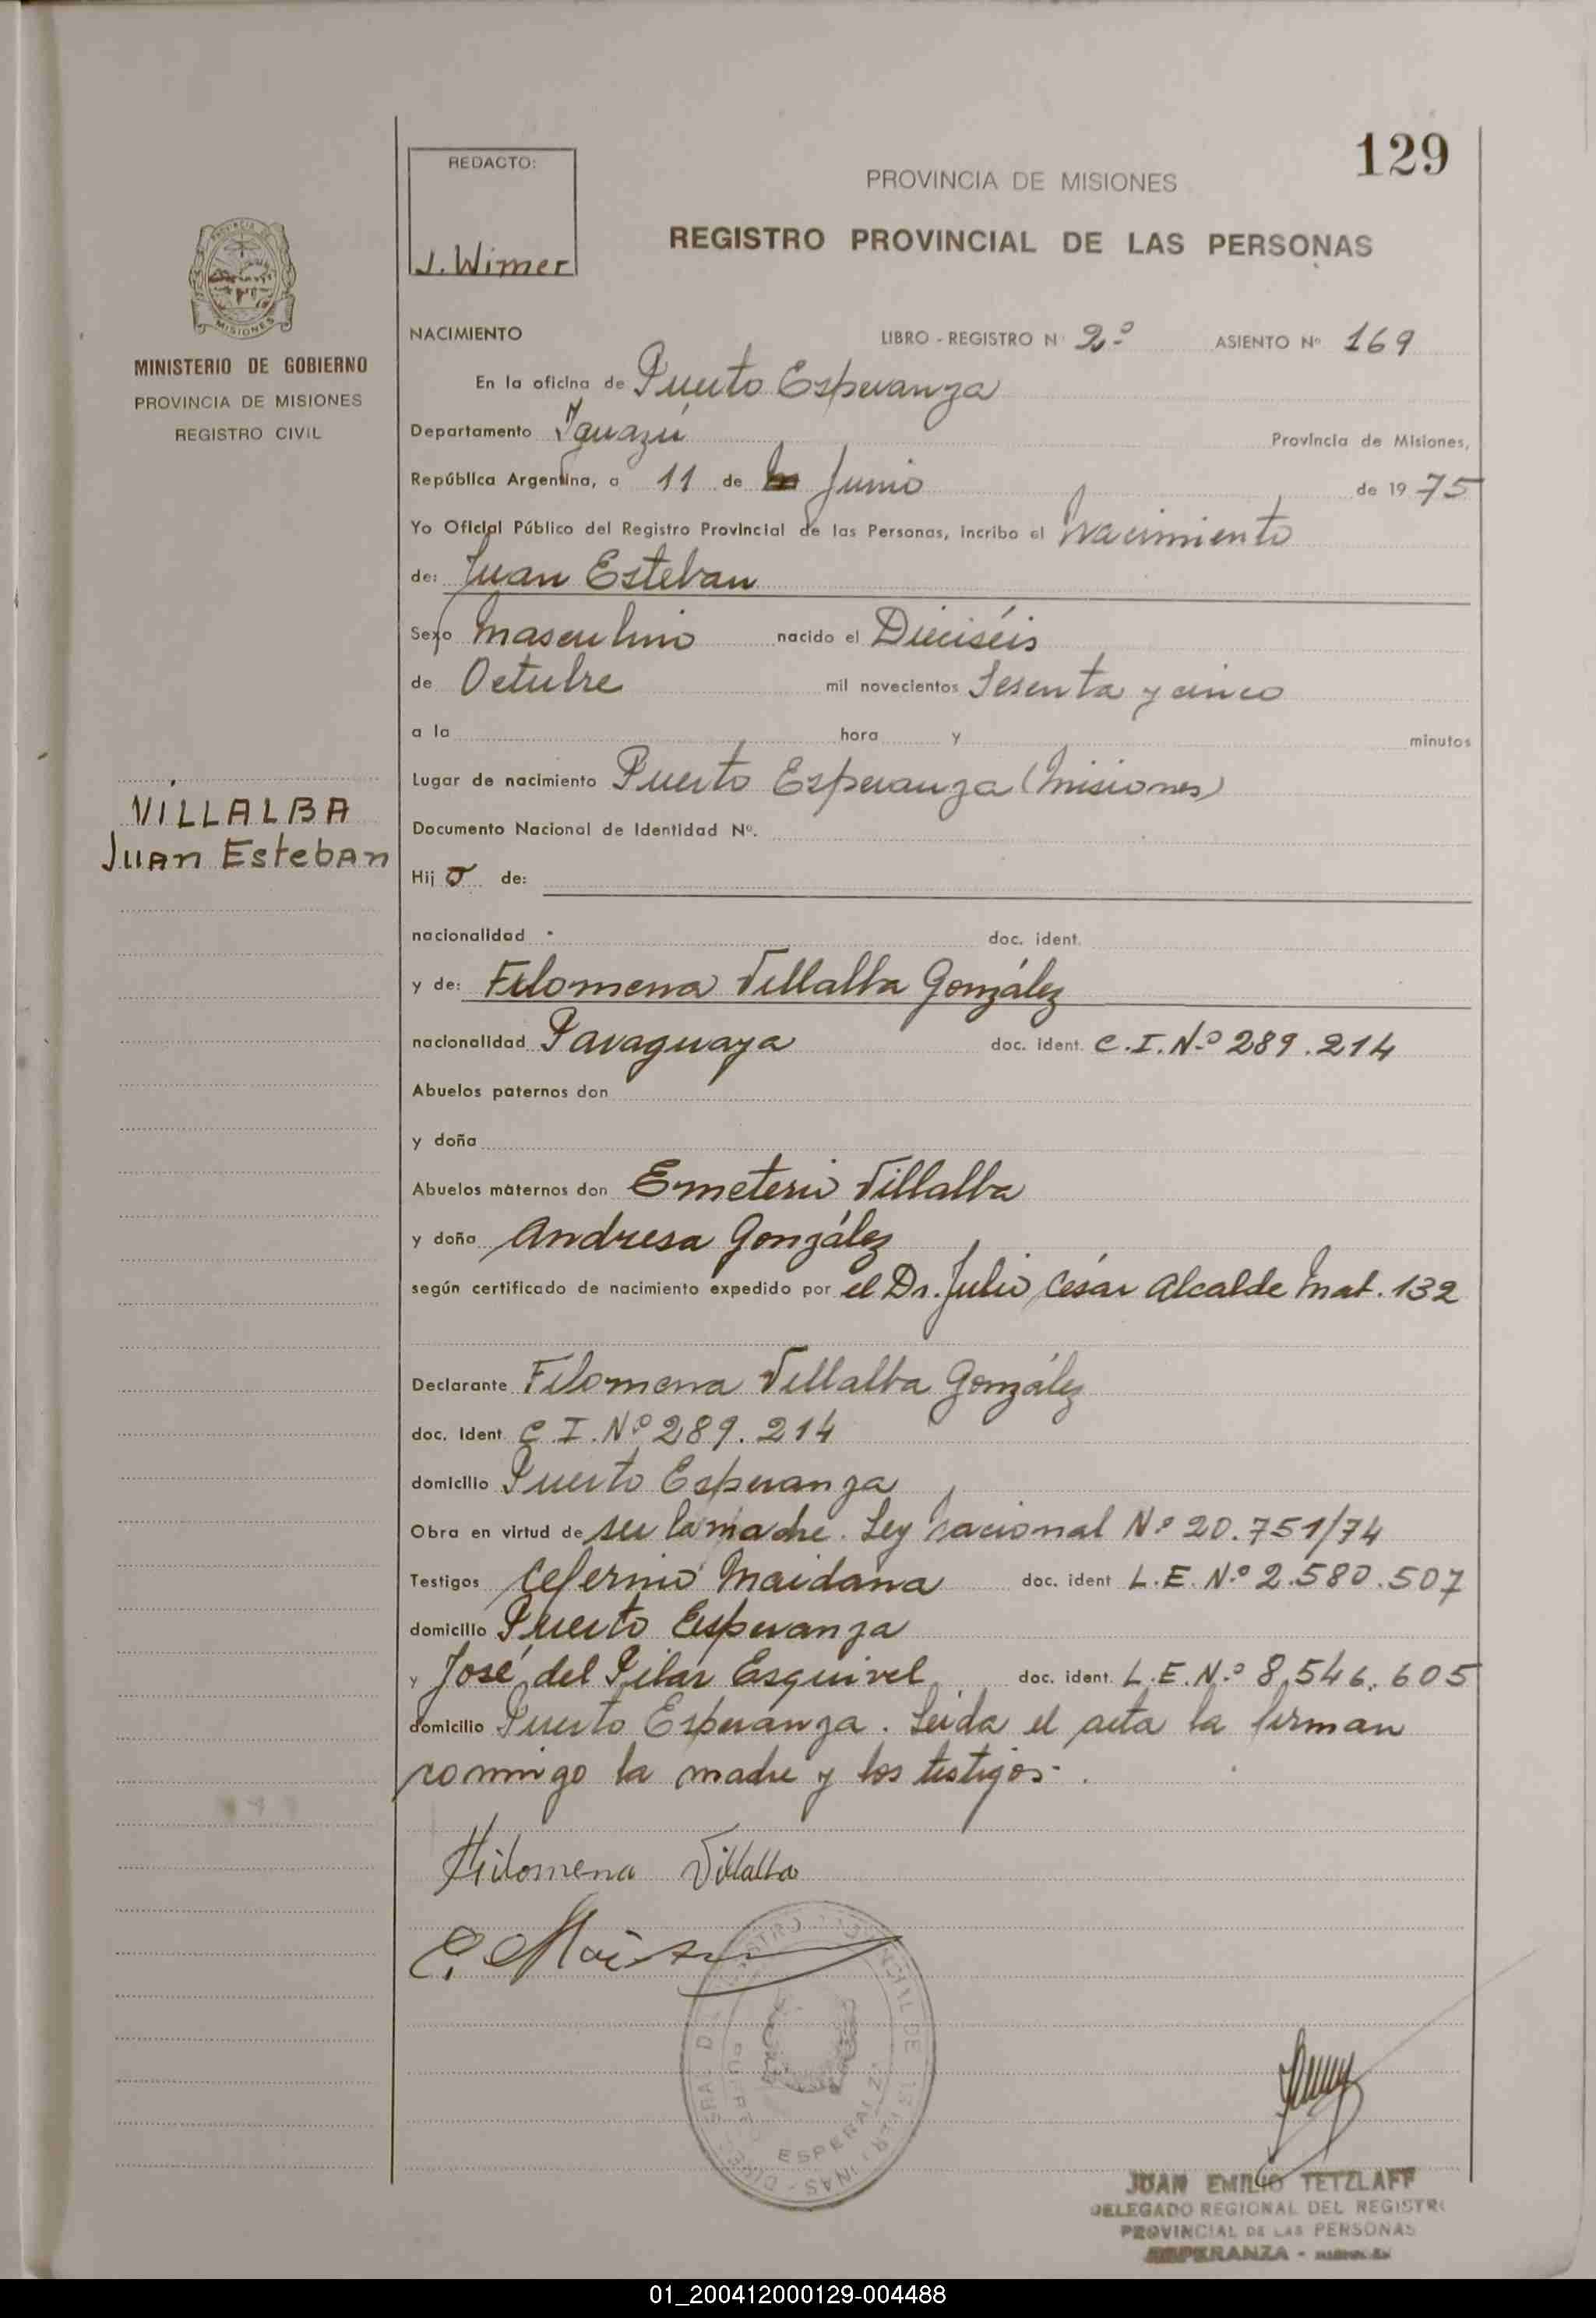 129
REDACTO:
J. Wimer
PROVINCIA DE MISIONES
REGISTRO PROVINCIAL DE LAS PERSONAS
MISIONES
MINISTERIO DE GOBIERNO
PROVINCIA DE MISIONES
REGISTRO CIVIL
VILLALBA
Juan Esteban
NACIMIENTO LIBRO - REGISTRO N° 2º ASIENTO Nº 169
En la oficina de Puerto Esperanza
Departamento Iguazú Provincia de Misiones,
República Argentina, a 11 de Junio de 19 75
Yo Oficial Público del Registro Provincial de las Personas, incribo el Nacimiento
de: Juan Esteban
Sexo Masculino nacido el Dieciséis
de Octubre mil novecientos Sesenta y cinco
a la hora y minutos
Lugar de nacimiento Puerto Esperanza (Misiones)
Documento Nacional de Identidad Nº.
Hij o de:
nacionalidad doc. ident.
y de: Filomena Villalba González
nacionalidad Paraguaya doc. ident. C.I.Nº 289.214
Abuelos paternos don
y doña
Abuelos maternos don Emeterio Villalba
y doña Andresa González
según certificado de nacimiento expedido por el Dr. Julio César Alcalde Mat. 132
Declarante Filomena Villalba González
doc. Ident. C.I.Nº 289.214
domicilio Puerto Esperanza
Obra en virtud de ser la madre. Ley Nacional Nº 20.751/74
Testigos Ceferino Maidana doc. ident L.E.Nº 2.580.507
domicilio Puerto Esperanza
y José del Pilar Esquivel doc. ident. L.E.Nº 8.546.605
domicilio Puerto Esperanza. Leida el acta la firman
conmigo la madre y los testigos.
Hilomena Villalba
JUAN EMILIO TETZLAFF
DELEGADO REGIONAL DEL REGISTRO
PROVINCIAL DE LAS PERSONAS
ESPERANZA - MISIONES
01_200412000129-004488